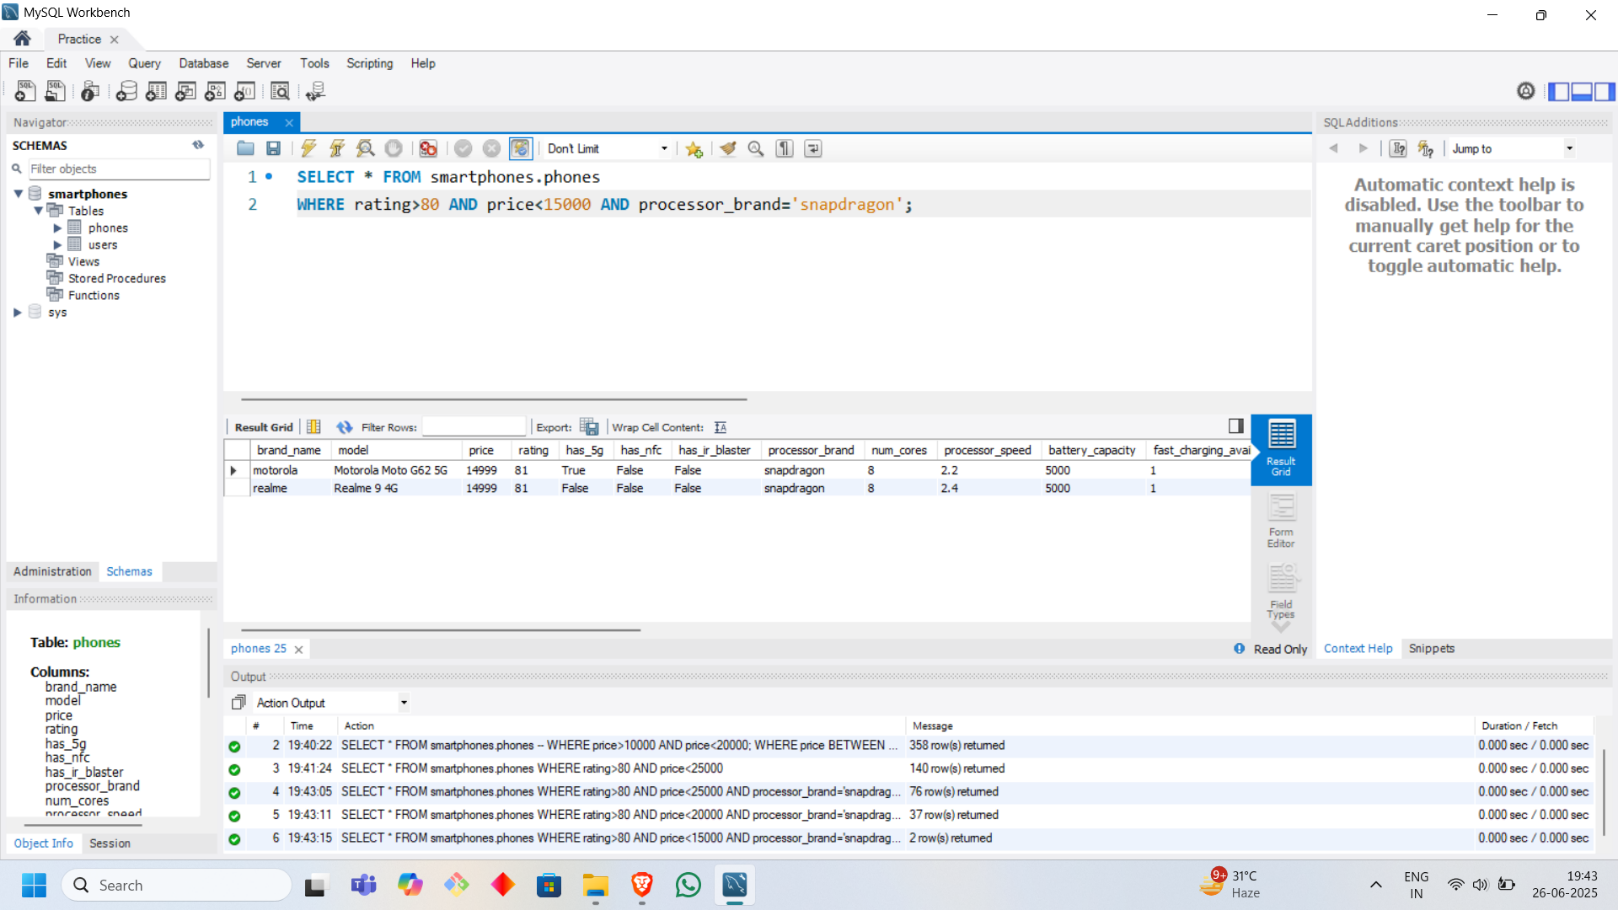 MySQL Workbench
Practice
File Edit View Query Database Server Tools Scripting Help
Navigator
SCHEMAS
Filter objects
smartphones
Tables
phones
users
Views
Stored Procedures
Functions
sys
Administration Schemas
Information
Table: phones
Columns:
brand_name
model
price
rating
has_5g
has_nfc
has_ir_blaster
processor_brand
num_cores
processor_speed
Object Info Session
phones
Don't Limit
1 SELECT * FROM smartphones.phones
2 WHERE rating>80 AND price<15000 AND processor_brand='snapdragon';
Result Grid Filter Rows: Export: Wrap Cell Content:
brand_name model price rating has_5g has_nfc has_ir_blaster processor_brand num_cores processor_speed battery_capacity fast_charging_avai
motorola Motorola Moto G62 5G 14999 81 True False False snapdragon 8 2.2 5000 1
realme Realme 9 4G 14999 81 False False False snapdragon 8 2.4 5000 1
Result
Grid
Form
Editor
Field
Types
phones 25
Read Only
SQLAdditions
Jump to
Automatic context help is
disabled. Use the toolbar to
manually get help for the
current caret position or to
toggle automatic help.
Context Help Snippets
Output
Action Output
# Time Action Message Duration / Fetch
2 19:40:22 SELECT * FROM smartphones.phones -- WHERE price>10000 AND price<20000; WHERE price BETWEEN ... 358 row(s) returned 0.000 sec / 0.000 sec
3 19:41:24 SELECT * FROM smartphones.phones WHERE rating>80 AND price<25000 140 row(s) returned 0.000 sec / 0.000 sec
4 19:43:05 SELECT * FROM smartphones.phones WHERE rating>80 AND price<25000 AND processor_brand='snapdrag... 76 row(s) returned 0.000 sec / 0.000 sec
5 19:43:11 SELECT * FROM smartphones.phones WHERE rating>80 AND price<20000 AND processor_brand='snapdrag... 37 row(s) returned 0.000 sec / 0.000 sec
6 19:43:15 SELECT * FROM smartphones.phones WHERE rating>80 AND price<15000 AND processor_brand='snapdrag... 2 row(s) returned 0.000 sec / 0.000 sec
Search
9+
31°C
Haze
ENG
IN
19:43
26-06-2025